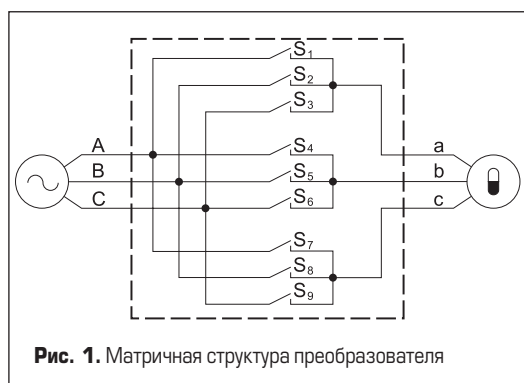 S₁
S₂
S₃
A
S₄
a
B
S₅
b
C
S₆
c
S₇
S₈
S₉
Рис. 1. Матричная структура преобразователя